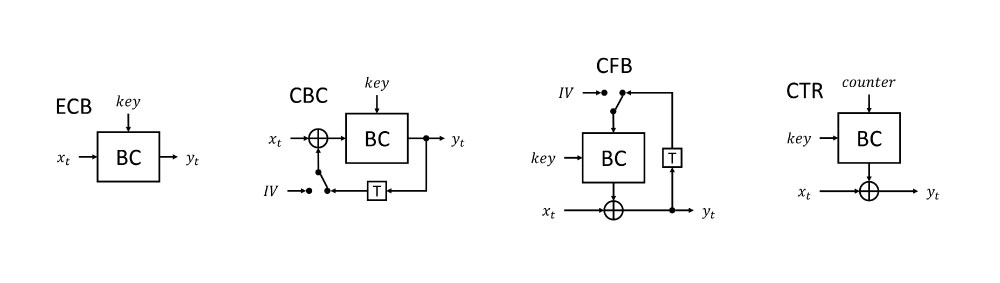 ECB
key
x_t
BC
y_t
CBC
key
x_t
BC
y_t
IV
T
CFB
IV
key
BC
T
x_t
y_t
CTR
counter
key
BC
x_t
y_t